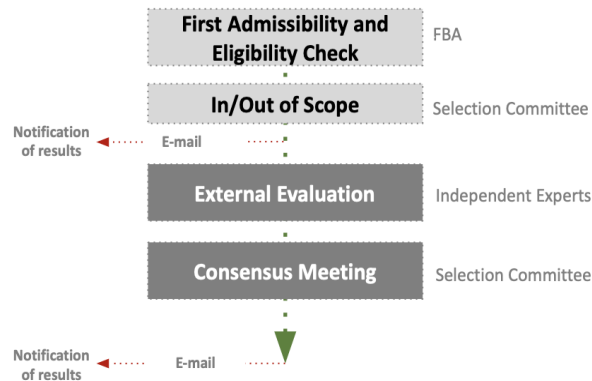 First Admissibility and
Eligibility Check
FBA
In/Out of Scope
Selection Committee
Notification
of results
E-mail
External Evaluation
Independent Experts
Consensus Meeting
Selection Committee
Notification
of results
E-mail